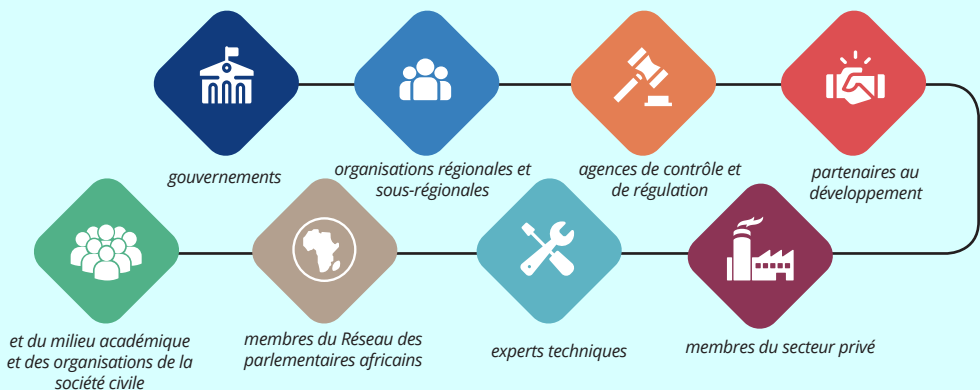 gouvernements
organisations régionales et
sous-régionales
agences de contrôle et
de régulation
partenaires au
développement
membres du secteur privé
experts techniques
membres du Réseau des
parlementaires africains
et du milieu académique
et des organisations de la
société civile